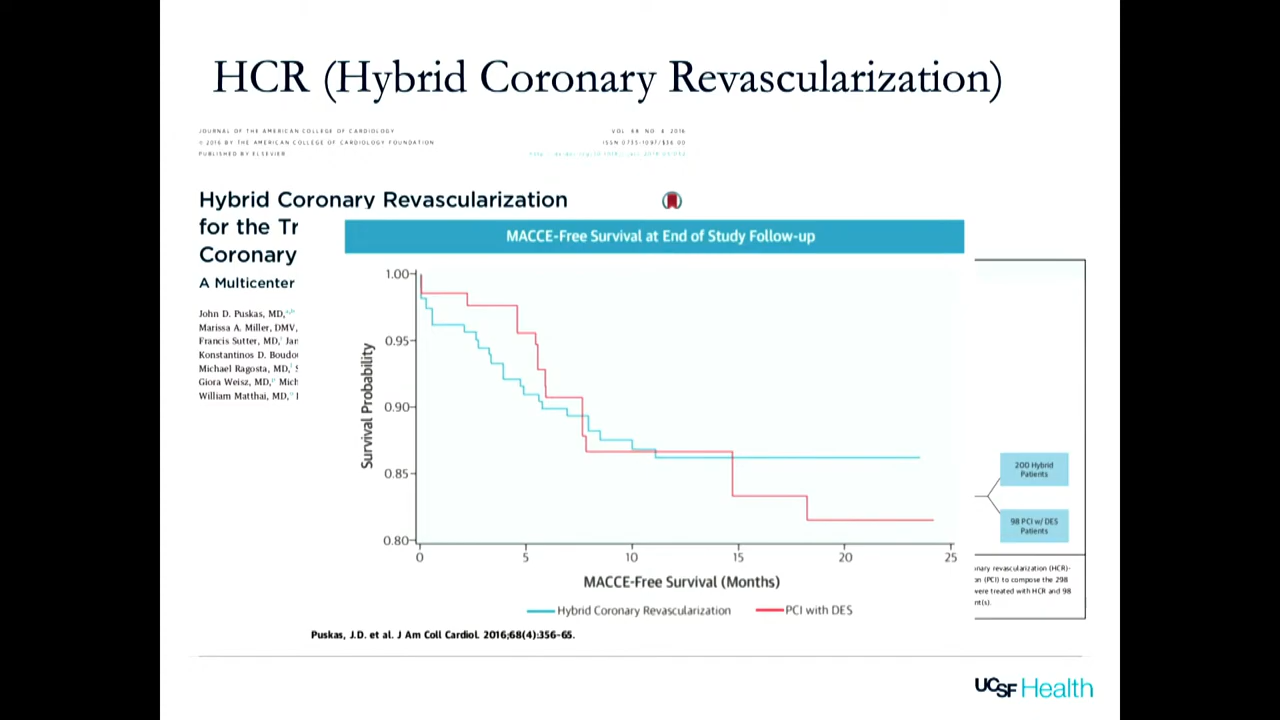 HCR (Hybrid Coronary Revascularization)
JOURNAL OF THE AMERICAN COLLEGE OF CARDIOLOGY
© 2016 BY THE AMERICAN COLLEGE OF CARDIOLOGY FOUNDATION
PUBLISHED BY ELSEVIER
VOL. 68 NO. 4 2016
ISSN 0735-1097/$36.00
Hybrid Coronary Revascularization
for the Tr
Coronary
A Multicenter
John D. Puskas, MD,
Marissa A. Miller, DMV,
Francis Sutter, MD, Jan
Konstantinos D. Boudou
Michael Ragosta, MD, S
Giora Weisz, MD, Mich
William Matthai, MD,
MACCE-Free Survival at End of Study Follow-up
1.00
0.95
0.90
0.85
0.80
Survival Probability
0 5 10 15 20 25
MACCE-Free Survival (Months)
Hybrid Coronary Revascularization
PCI with DES
200 Hybrid
Patients
98 PCI w/ DES
Patients
onary revascularization (HCR)-
on (PCI) to compose the 298
were treated with HCR and 98
nt(s).
Puskas, J.D. et al. J Am Coll Cardiol. 2016;68(4):356-65.
UCSF Health